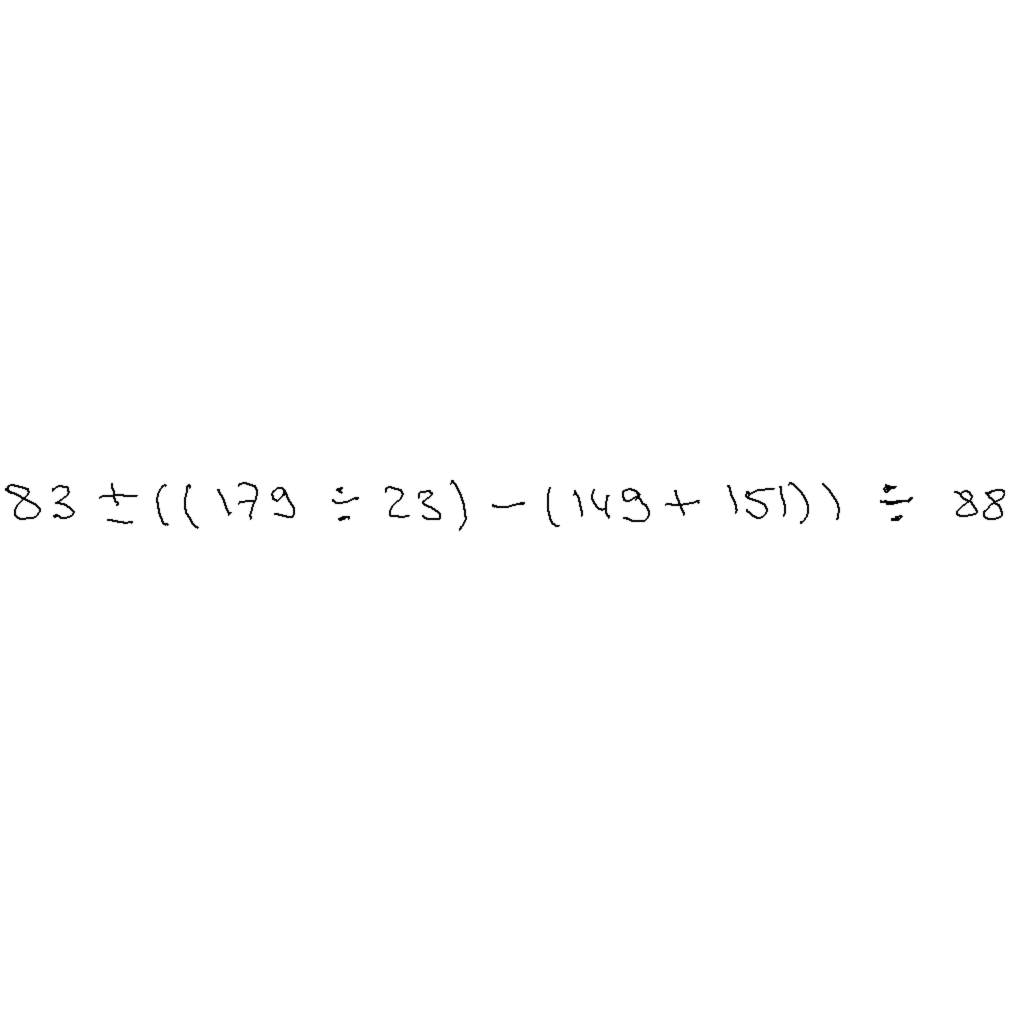 83 ± ((179 ÷ 23) - (149 + 151)) ÷ 88